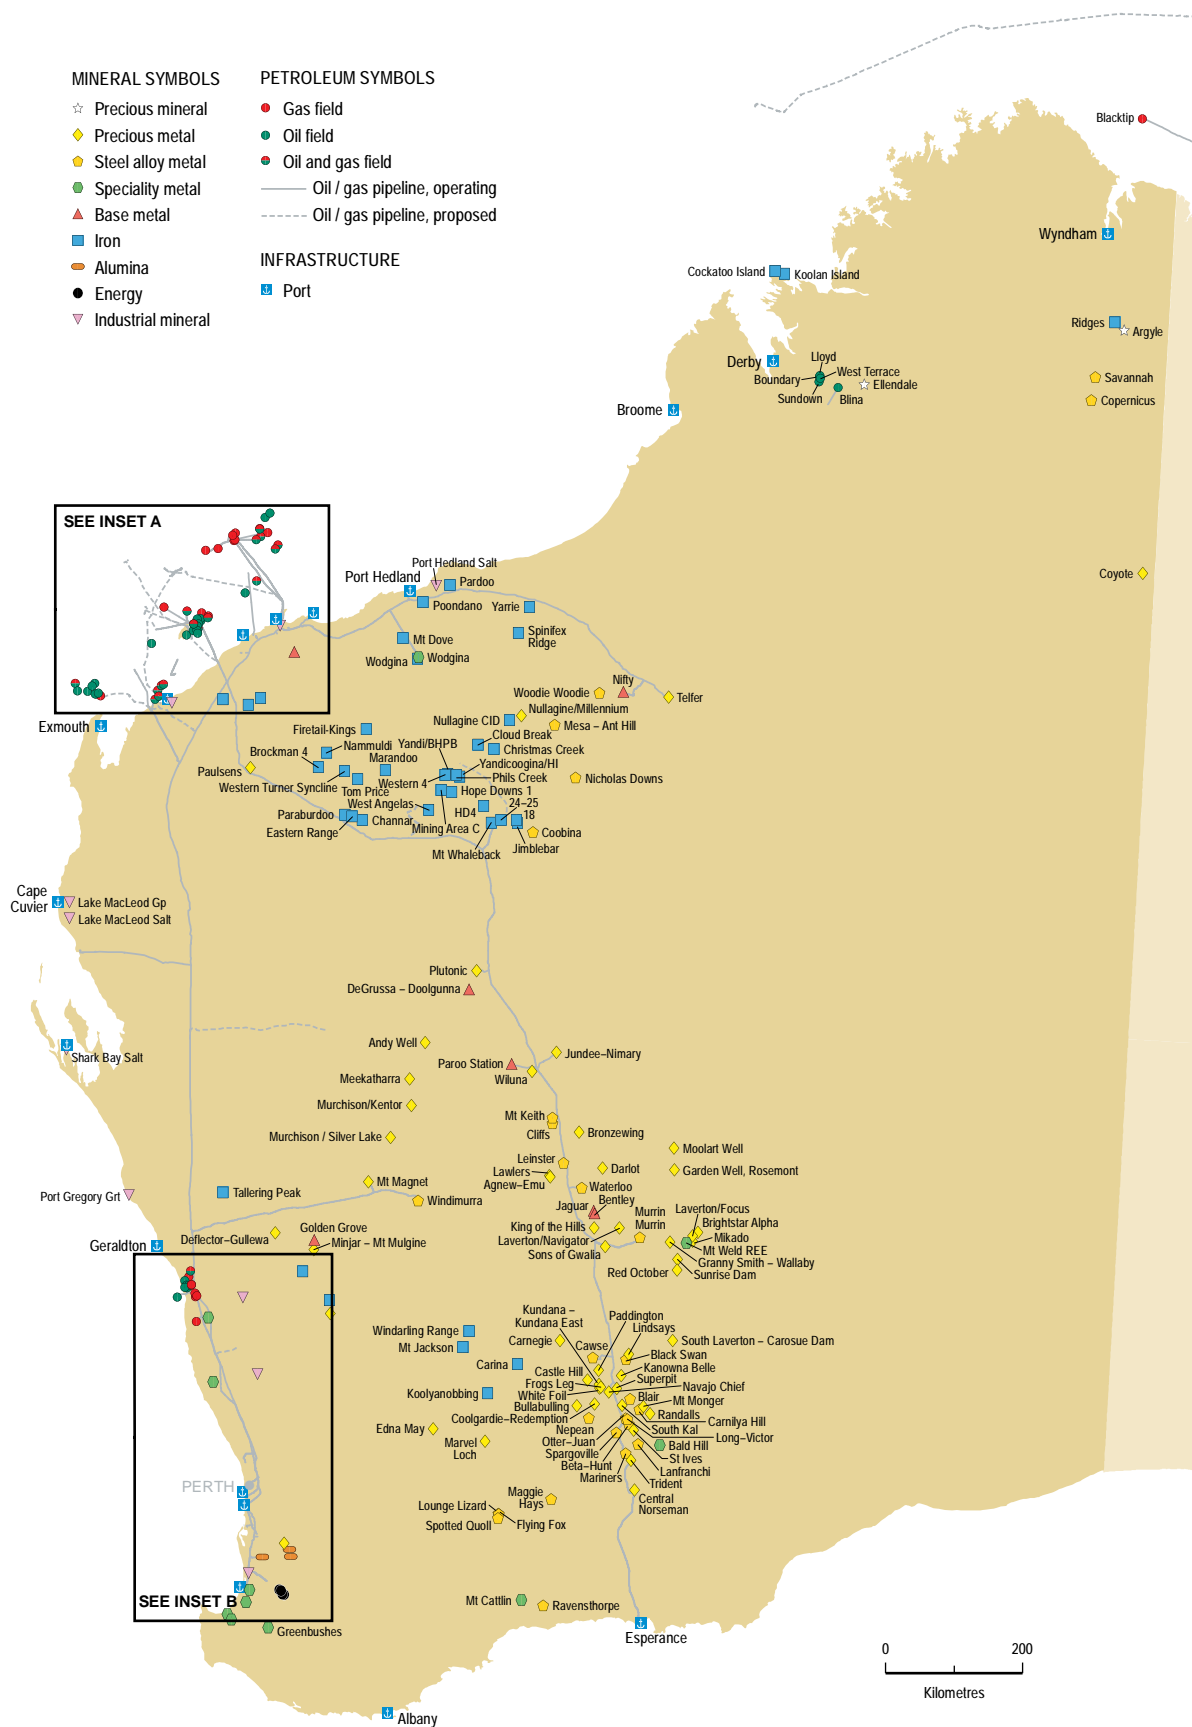 MINERAL SYMBOLS
Precious mineral
Precious metal
Steel alloy metal
Speciality metal
Base metal
Iron
Alumina
Energy
Industrial mineral
PETROLEUM SYMBOLS
Gas field
Oil field
Oil and gas field
Oil / gas pipeline, operating
Oil / gas pipeline, proposed
INFRASTRUCTURE
Port
Blacktip
Wyndham
Cockatoo Island
Koolan Island
Ridges
Argyle
Derby
Lloyd
West Terrace
Boundary
Ellendale
Sundown
Blina
Savannah
Copernicus
Broome
SEE INSET A
Port Hedland Salt
Port Hedland
Pardoo
Coyote
Poondano
Yarrie
Mt Dove
Spinifex
Ridge
Wodgina
Wodgina
Nifty
Woodie Woodie
Telfer
Nullagine/Millennium
Nullagine CID
Mesa – Ant Hill
Exmouth
Firetail-Kings
Cloud Break
Nammuldi
Yandi/BHPB
Christmas Creek
Brockman 4
Marandoo
Yandicoogina/HI
Paulsens
Western 4
Phils Creek
Nicholas Downs
Western Turner Syncline
Tom Price
Hope Downs 1
West Angelas
24–25
HD4
18
Paraburdoo
Channar
Mining Area C
Eastern Range
Coobina
Jimblebar
Mt Whaleback
Cape
Cuvier
Lake MacLeod Gp
Lake MacLeod Salt
Plutonic
DeGrussa – Doolgunna
Andy Well
Shark Bay Salt
Jundee–Nimary
Paroo Station
Wiluna
Meekatharra
Murchison/Kentor
Mt Keith
Cliffs
Bronzewing
Murchison / Silver Lake
Moolart Well
Leinster
Darlot
Garden Well, Rosemont
Lawlers
Agnew–Emu
Mt Magnet
Waterloo
Port Gregory Grt
Tallering Peak
Windimurra
Bentley
Jaguar
Murrin
Murrin
Laverton/Focus
Brightstar Alpha
Golden Grove
King of the Hills
Deflector–Gullewa
Laverton/Navigator
Mikado
Geraldton
Minjar – Mt Mulgine
Mt Weld REE
Sons of Gwalia
Granny Smith – Wallaby
Red October
Sunrise Dam
Kundana –
Kundana East
Paddington
Lindsays
Windarling Range
Carnegie
South Laverton – Carosue Dam
Mt Jackson
Cawse
Black Swan
Carina
Castle Hill
Kanowna Belle
Frogs Leg
Superpit
Koolyanobbing
White Foil
Navajo Chief
Bullabulling
Blair
Mt Monger
Coolgardie–Redemption
Randalls
Edna May
Nepean
Carnilya Hill
South Kal
Marvel
Loch
Otter–Juan
Long–Victor
Spargoville
Bald Hill
Beta–Hunt
St Ives
Mariners
Lanfranchi
Trident
PERTH
Maggie
Hays
Central
Norseman
Lounge Lizard
Spotted Quoll
Flying Fox
SEE INSET B
Mt Cattlin
Ravensthorpe
Greenbushes
Esperance
0
200
Kilometres
Albany